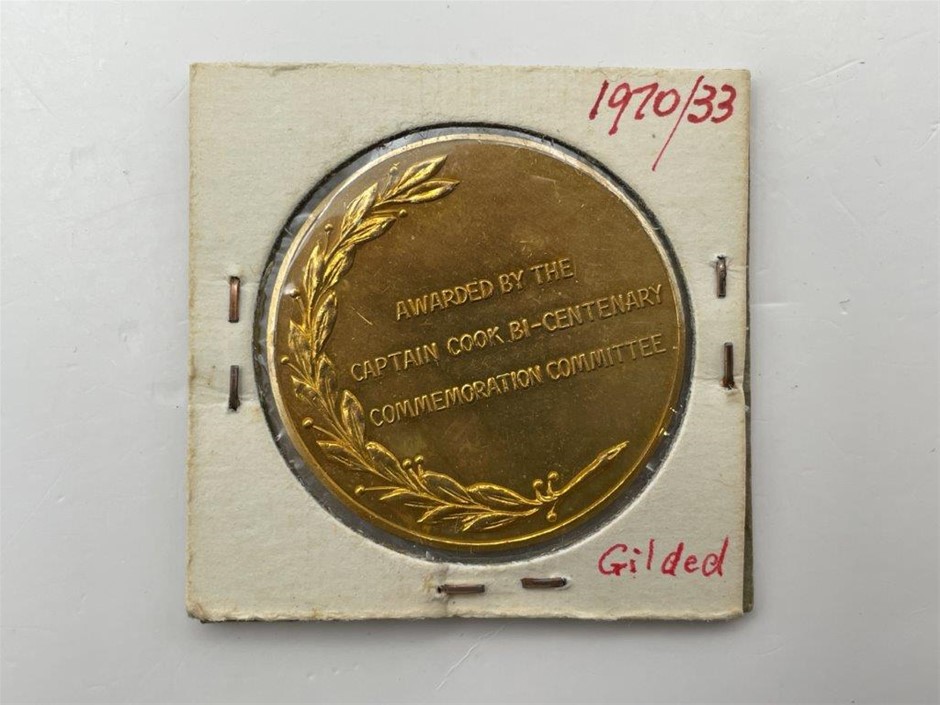 1970/33
AWARDED BY THE
CAPTAIN COOK BI-CENTENARY
COMMEMORATION COMMITTEE
Gilded